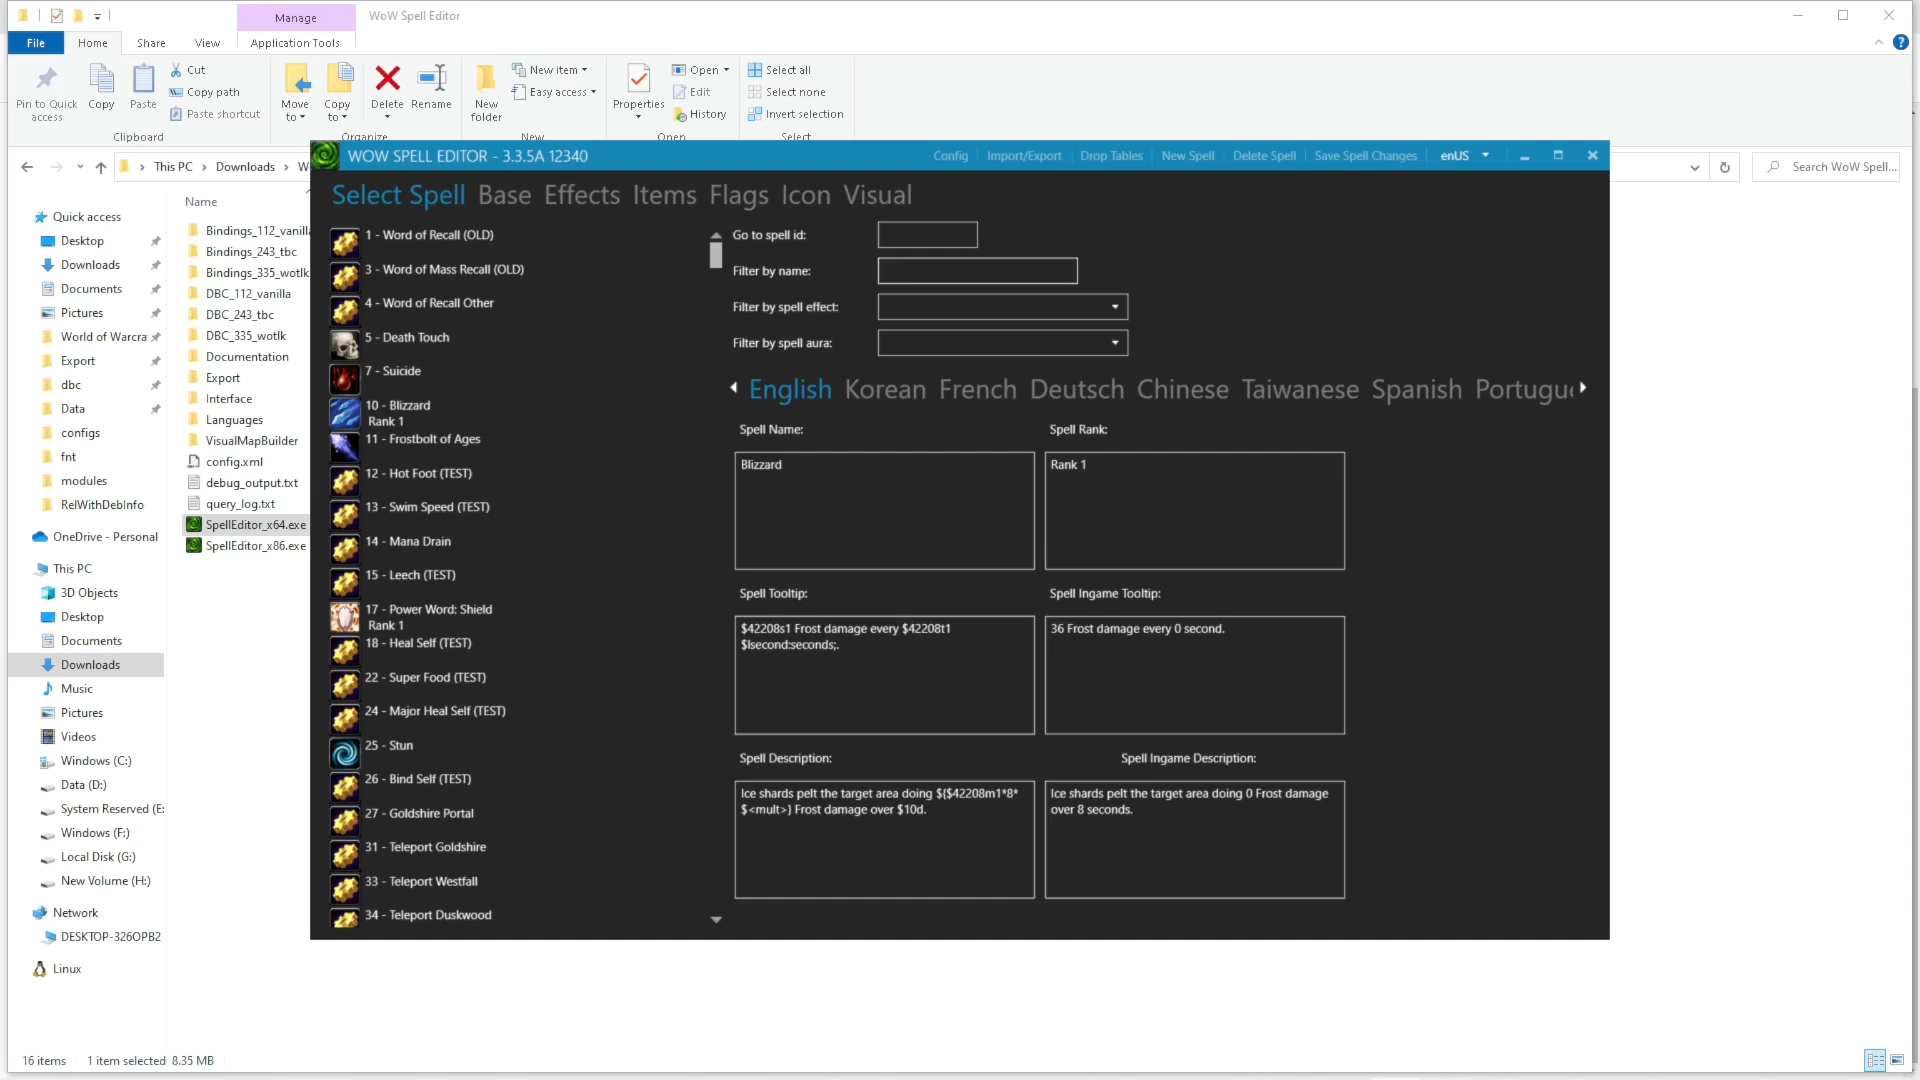 Manage
WoW Spell Editor
File
Home
Share
View
Application Tools
Pin to Quick access
Copy
Paste
Cut
Copy path
Paste shortcut
Clipboard
Move to
Copy to
Delete
Rename
Organize
New folder
New item
Easy access
New
Properties
Open
Edit
History
Open
Select all
Select none
Invert selection
Select
This PC
Downloads
Search WoW Spell...
Name
Quick access
Desktop
Downloads
Documents
Pictures
World of Warcra
Export
dbc
Data
configs
fnt
modules
RelWithDebInfo
OneDrive - Personal
This PC
3D Objects
Desktop
Documents
Downloads
Music
Pictures
Videos
Windows (C:)
Data (D:)
System Reserved (E:
Windows (F:)
Local Disk (G:)
New Volume (H:)
Network
DESKTOP-326OPB2
Linux
Bindings_112_vanilla
Bindings_243_tbc
Bindings_335_wotlk
DBC_112_vanilla
DBC_243_tbc
DBC_335_wotlk
Documentation
Export
Interface
Languages
VisualMapBuilder
config.xml
debug_output.txt
query_log.txt
SpellEditor_x64.exe
SpellEditor_x86.exe
WOW SPELL EDITOR - 3.3.5A 12340
Config
Import/Export
Drop Tables
New Spell
Delete Spell
Save Spell Changes
enUS
Select Spell Base Effects Items Flags Icon Visual
1 - Word of Recall (OLD)
3 - Word of Mass Recall (OLD)
4 - Word of Recall Other
5 - Death Touch
7 - Suicide
10 - Blizzard
Rank 1
11 - Frostbolt of Ages
12 - Hot Foot (TEST)
13 - Swim Speed (TEST)
14 - Mana Drain
15 - Leech (TEST)
17 - Power Word: Shield
Rank 1
18 - Heal Self (TEST)
22 - Super Food (TEST)
24 - Major Heal Self (TEST)
25 - Stun
26 - Bind Self (TEST)
27 - Goldshire Portal
31 - Teleport Goldshire
33 - Teleport Westfall
34 - Teleport Duskwood
Go to spell id:
Filter by name:
Filter by spell effect:
Filter by spell aura:
English Korean French Deutsch Chinese Taiwanese Spanish Portugue
Spell Name:
Spell Rank:
Blizzard
Rank 1
Spell Tooltip:
Spell Ingame Tooltip:
$42208s1 Frost damage every $42208t1
$lsecond:seconds;.
36 Frost damage every 0 second.
Spell Description:
Spell Ingame Description:
Ice shards pelt the target area doing ${$42208m1*8*
$<mult>} Frost damage over $10d.
Ice shards pelt the target area doing 0 Frost damage
over 8 seconds.
16 items
1 item selected 8.35 MB